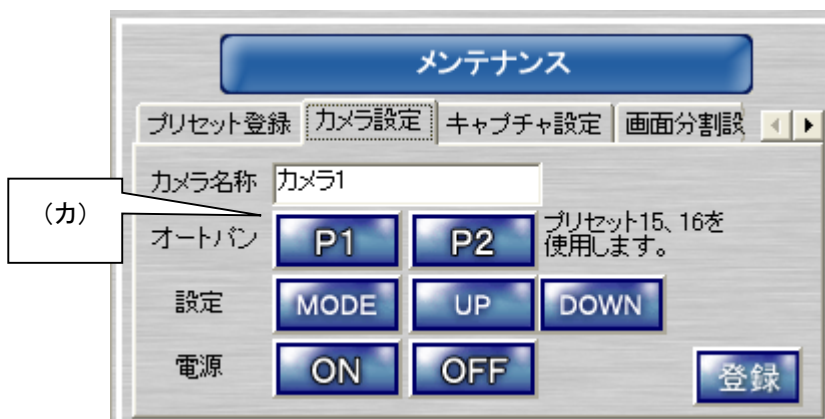 メンテナンス
プリセット登録 カメラ設定 キャプチャ設定 画面分割設
カメラ名称 カメラ1
(カ)
オートパン P1 P2 プリセット15、16を
使用します。
設定 MODE UP DOWN
電源 ON OFF 登録